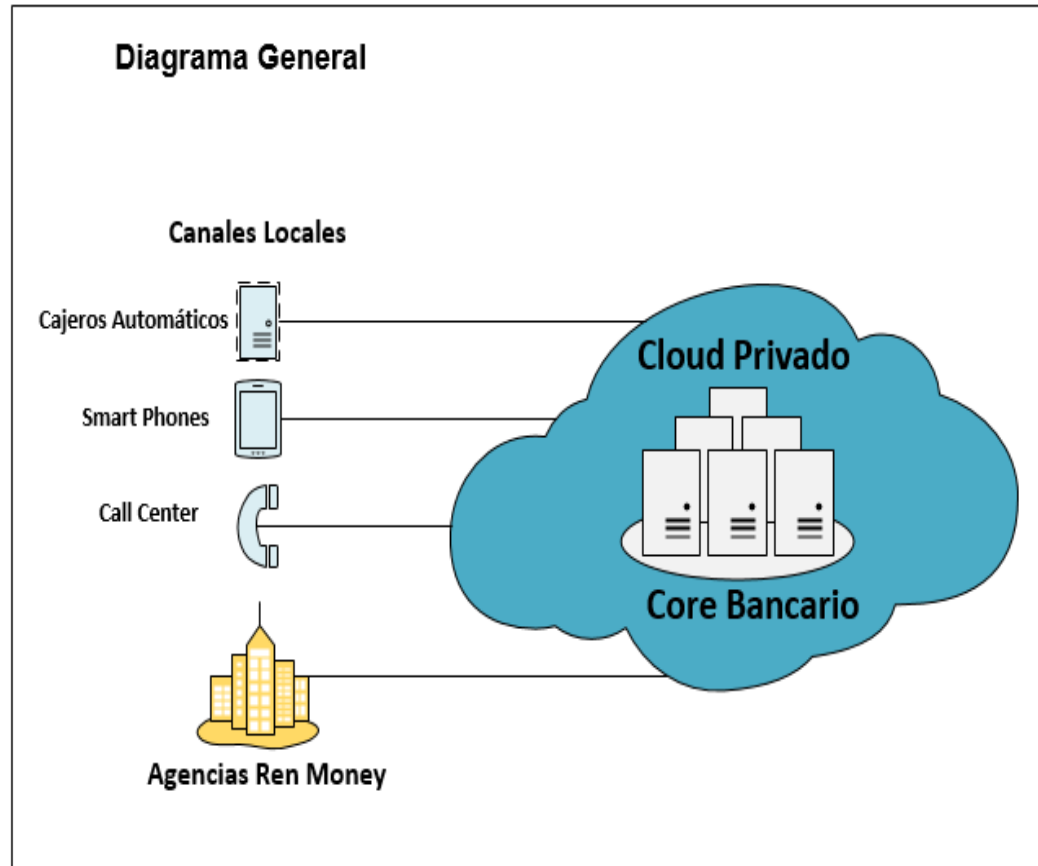 Diagrama General
Canales Locales
Cajeros Automáticos
Smart Phones
Call Center
Agencias Ren Money
Cloud Privado
Core Bancario